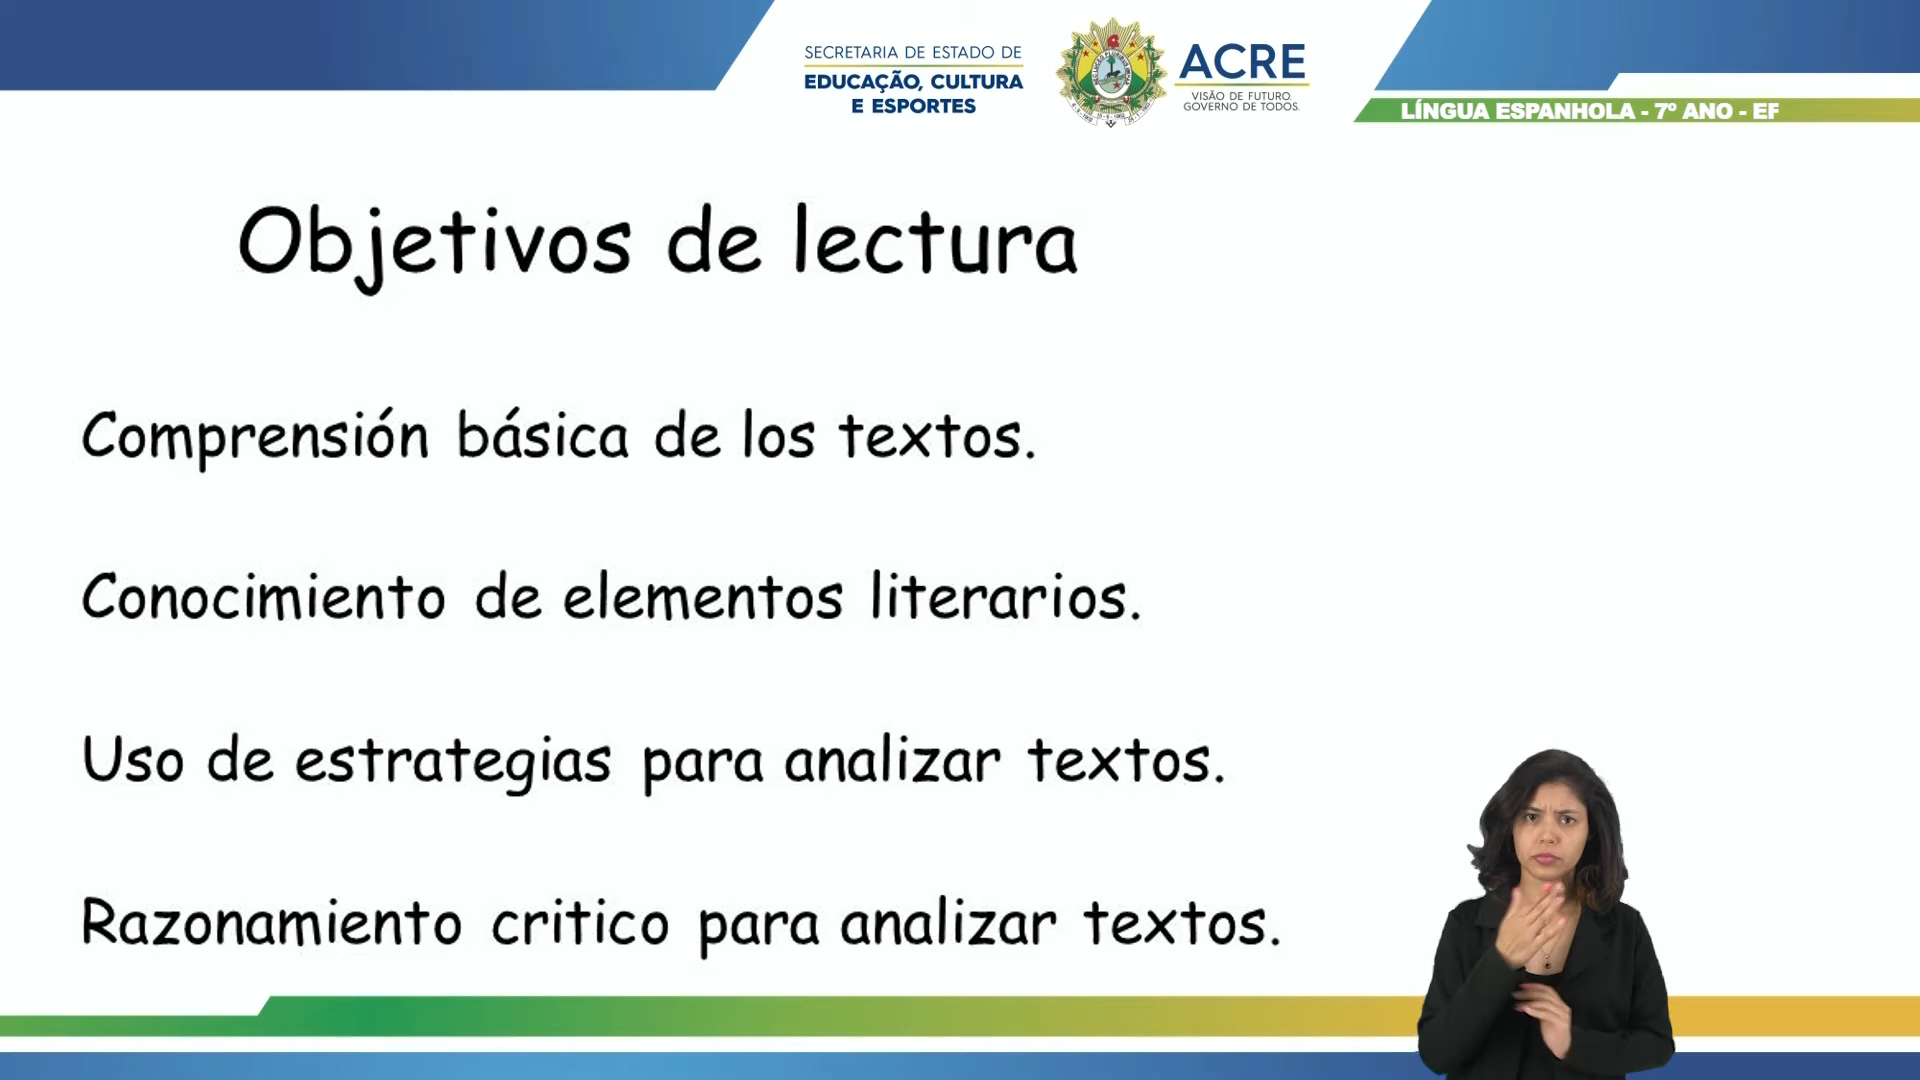 SECRETARIA DE ESTADO DE
EDUCAÇÃO, CULTURA
E ESPORTES
ACRE
VISÃO DE FUTURO.
GOVERNO DE TODOS.
LÍNGUA ESPANHOLA - 7º ANO - EF
Objetivos de lectura
Comprensión básica de los textos.
Conocimiento de elementos literarios.
Uso de estrategias para analizar textos.
Razonamiento critico para analizar textos.